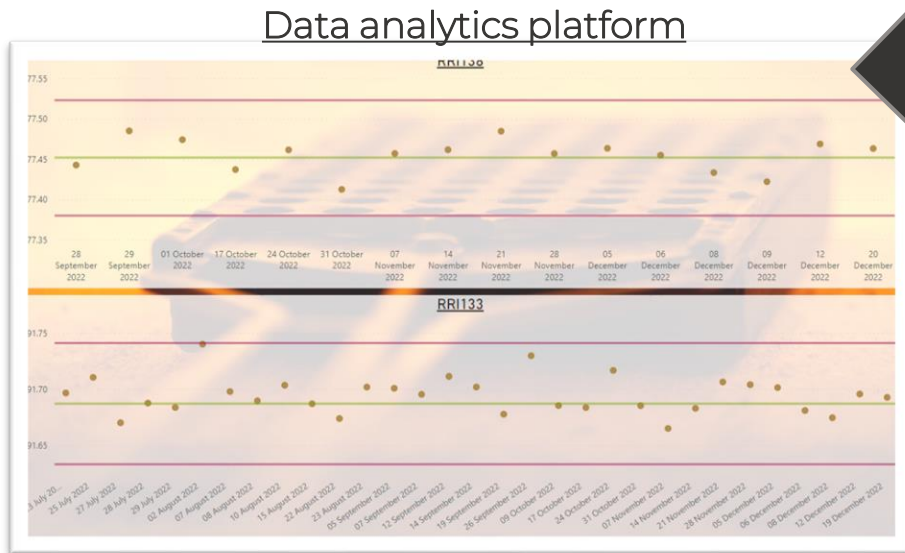 Data analytics platform
RRI138
77.55
77.50
77.45
77.40
77.35
28 September 2022
29 September 2022
01 October 2022
17 October 2022
24 October 2022
31 October 2022
07 November 2022
14 November 2022
21 November 2022
28 November 2022
05 December 2022
06 December 2022
08 December 2022
09 December 2022
12 December 2022
20 December 2022
RRI133
91.75
91.70
91.65
July 20...
25 July 2022
27 July 2022
28 July 2022
29 July 2022
02 August 2022
07 August 2022
08 August 2022
10 August 2022
15 August 2022
22 August 2022
23 August 2022
05 September 2022
07 September 2022
12 September 2022
14 September 2022
19 September 2022
26 September 2022
09 October 2022
17 October 2022
24 October 2022
31 October 2022
07 November 2022
14 November 2022
21 November 2022
28 November 2022
05 December 2022
06 December 2022
08 December 2022
12 December 2022
19 December 2022